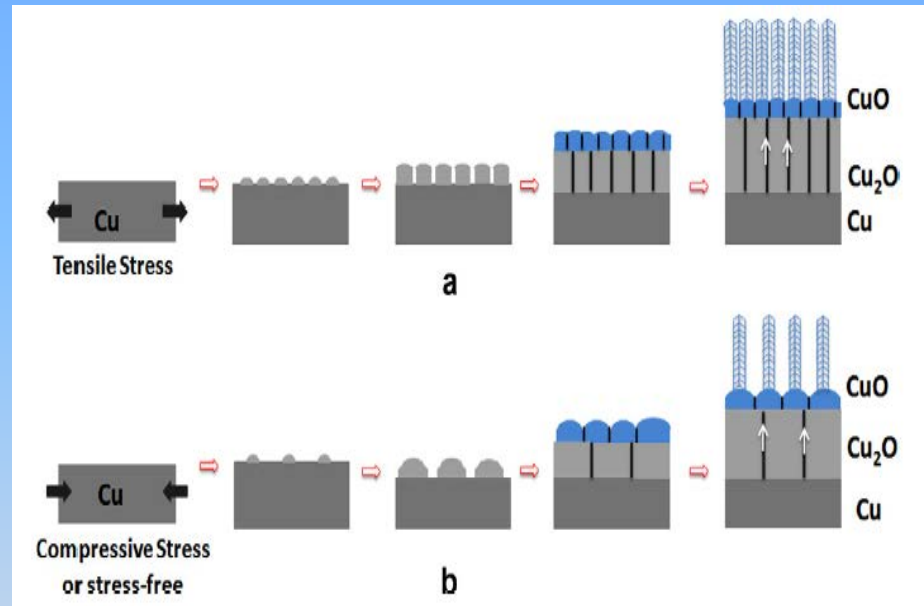 CuO
Cu₂O
Cu
Cu
Tensile Stress
a
CuO
Cu₂O
Cu
Cu
Compressive Stress
or stress-free
b